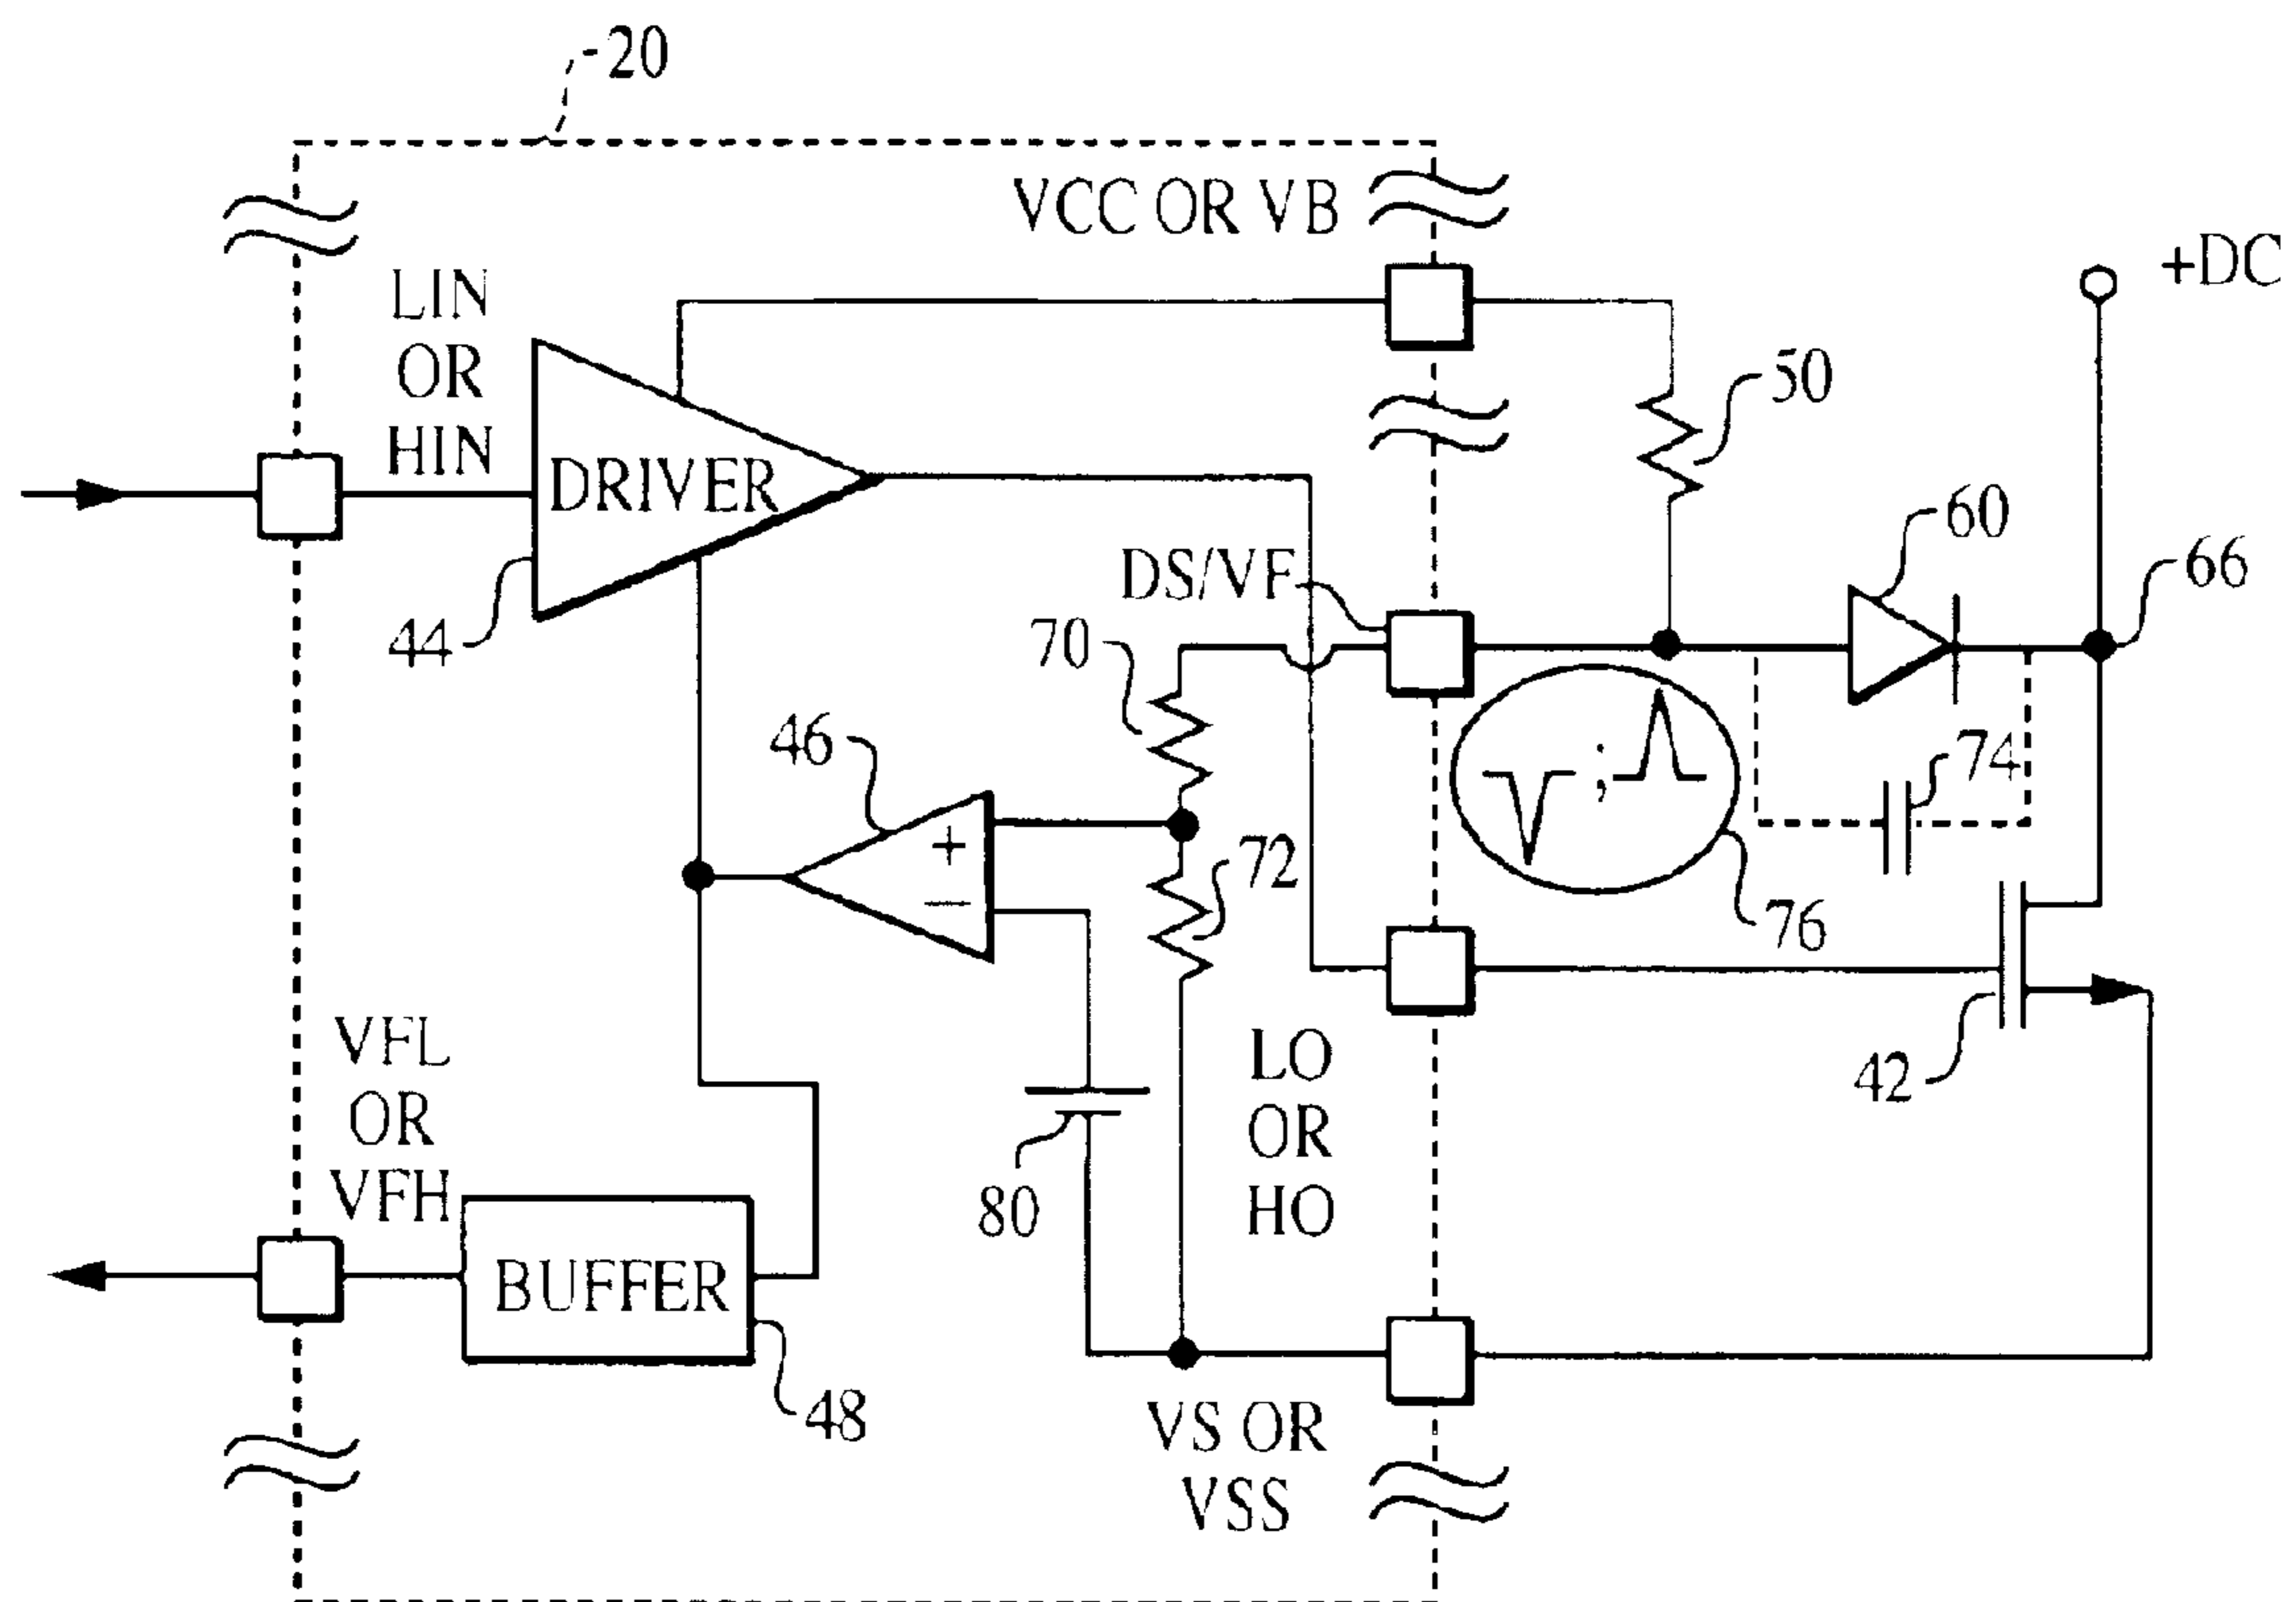 20
VCC OR VB
+DC
LIN
OR
HIN
50
DRIVER
60
DS/VF
66
44
70
46
74
+
−
72
76
VFL
OR
VFH
LO
OR
HO
42
80
BUFFER
48
VS OR
VSS
;